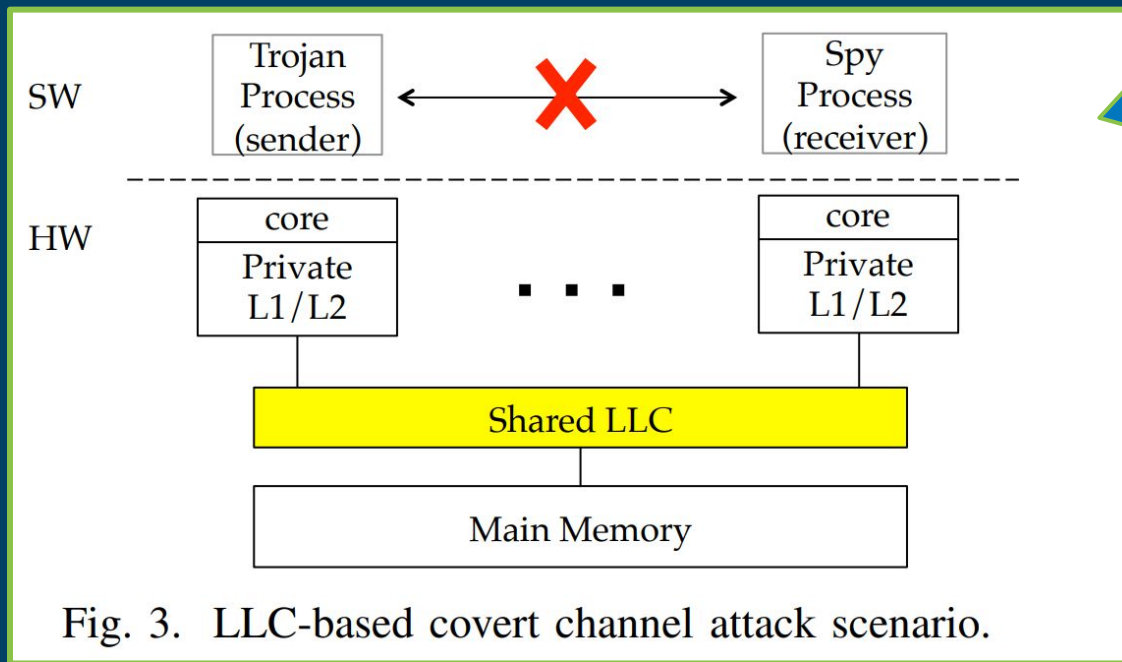 SW
Trojan
Process
(sender)
Spy
Process
(receiver)
HW
core
Private
L1/L2
. . .
core
Private
L1/L2
Shared LLC
Main Memory
Fig. 3. LLC-based covert channel attack scenario.